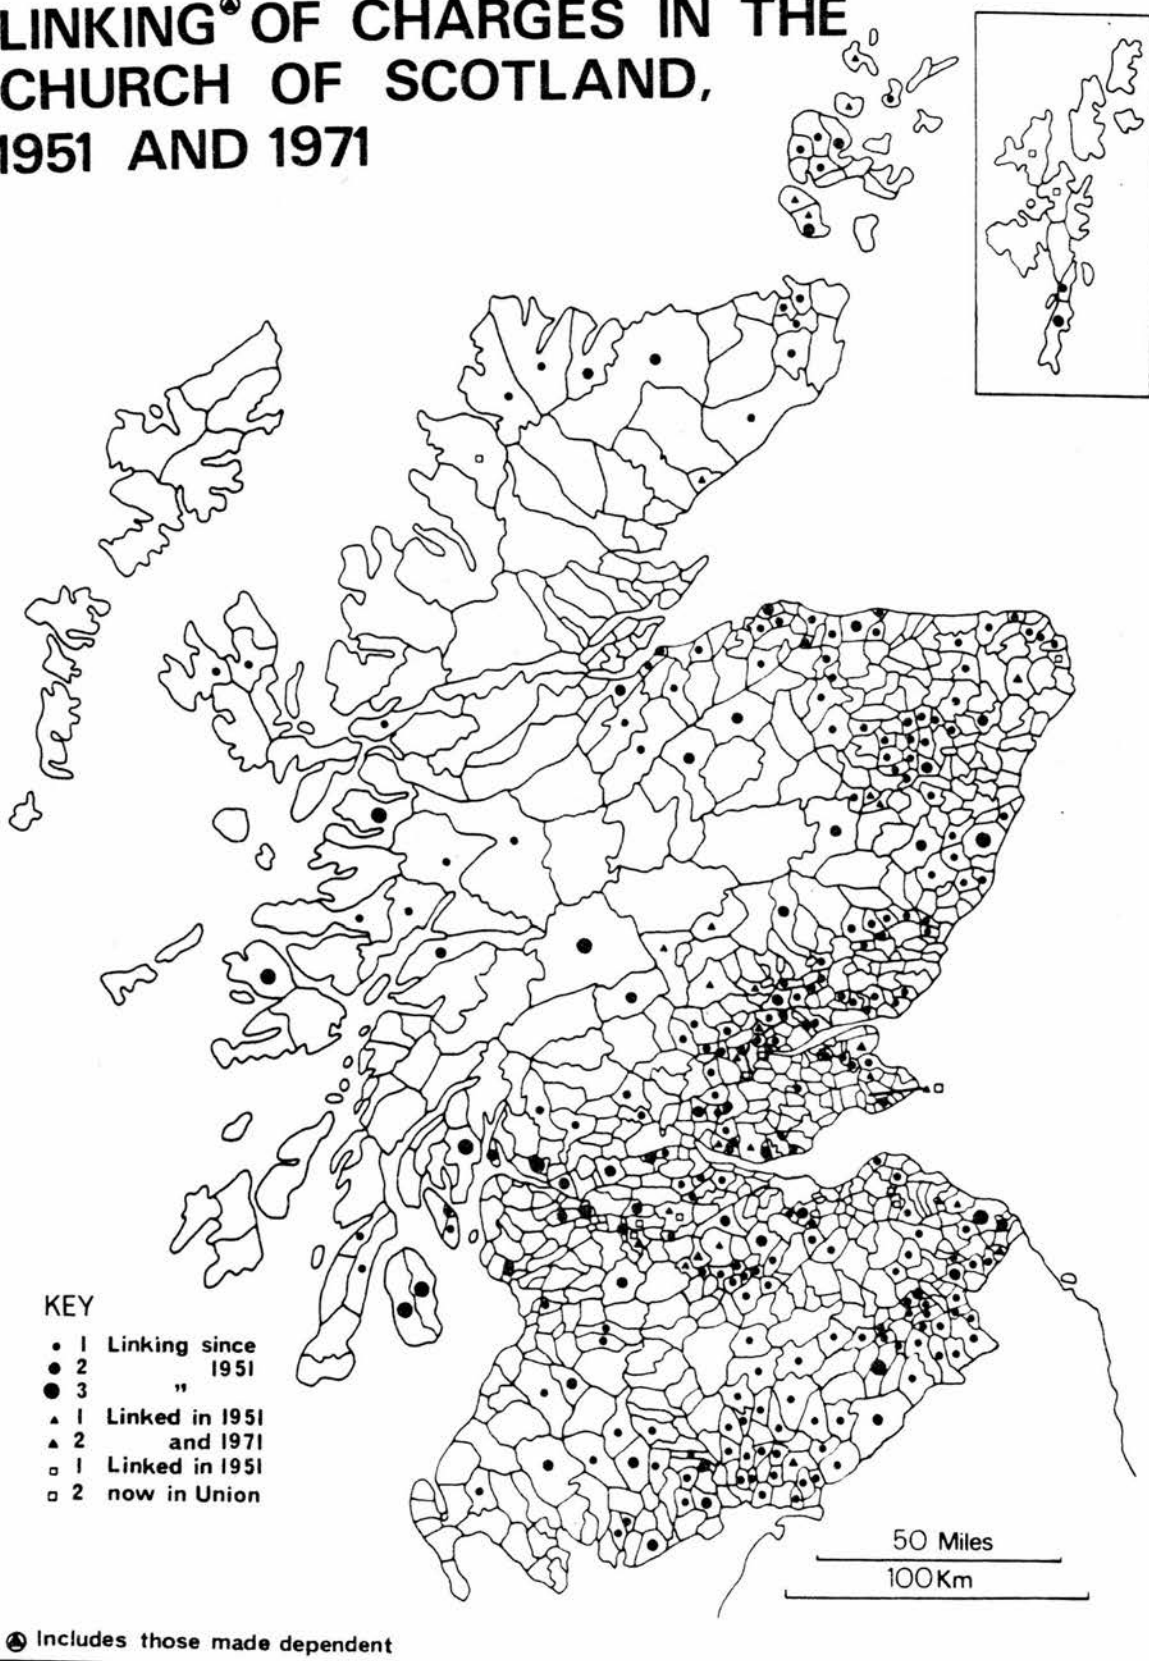 LINKING OF CHARGES IN THE
CHURCH OF SCOTLAND,
1951 AND 1971
KEY
1 Linking since
2 1951
3 "
1 Linked in 1951
2 and 1971
1 Linked in 1951
2 now in Union
50 Miles
100Km
Includes those made dependent